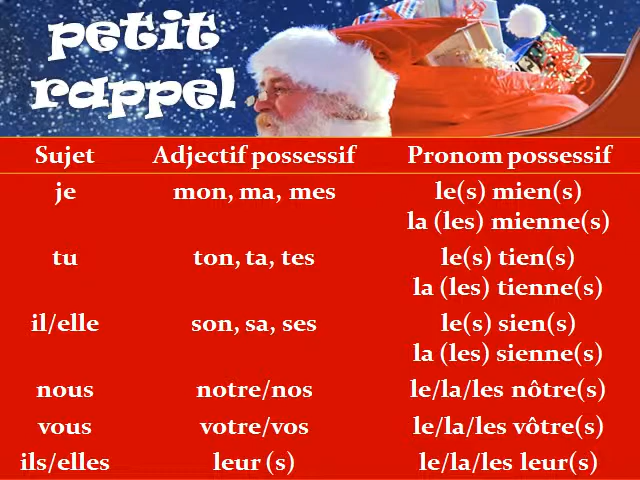 petit
rappel
Sujet Adjectif possessif Pronom possessif
je mon, ma, mes le(s) mien(s)
la (les) mienne(s)
tu ton, ta, tes le(s) tien(s)
la (les) tienne(s)
il/elle son, sa, ses le(s) sien(s)
la (les) sienne(s)
nous notre/nos le/la/les nôtre(s)
vous votre/vos le/la/les vôtre(s)
ils/elles leur (s) le/la/les leur(s)